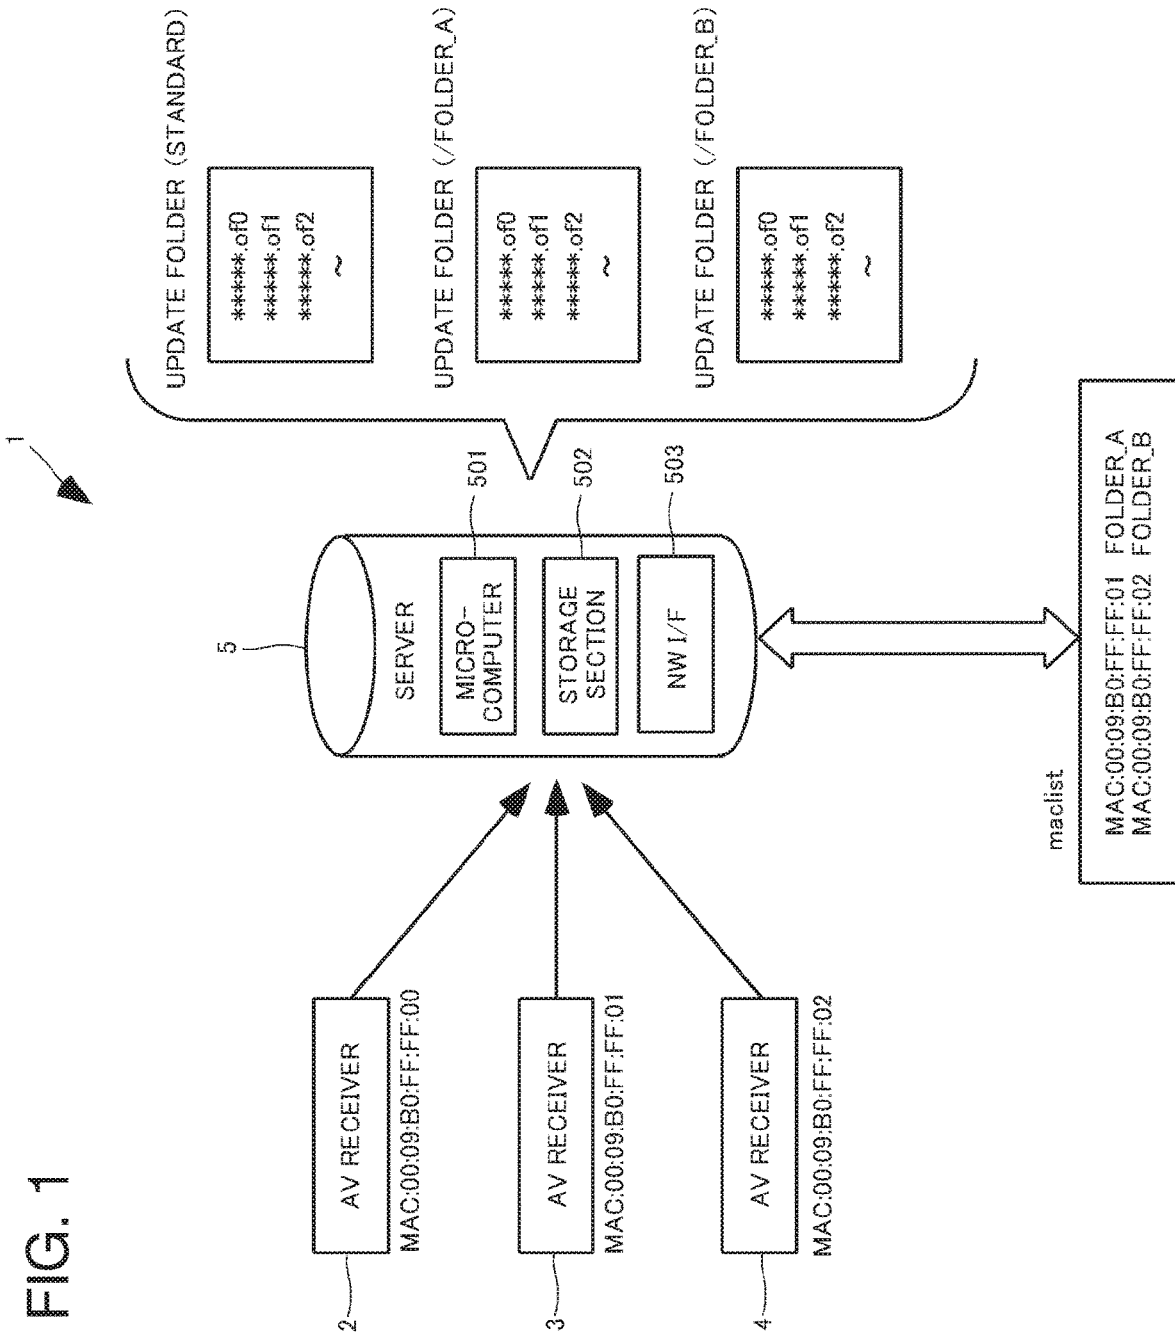 FIG. 1
1
2
AV RECEIVER
MAC:00:09:B0:FF:FF:00
3
AV RECEIVER
MAC:00:09:B0:FF:FF:01
4
AV RECEIVER
MAC:00:09:B0:FF:FF:02
5
SERVER
MICRO-
COMPUTER
501
STORAGE
SECTION
502
NW I/F
503
UPDATE FOLDER (STANDARD)
*****.of0
*****.of1
*****.of2
~
UPDATE FOLDER (/FOLDER_A)
*****.of0
*****.of1
*****.of2
~
UPDATE FOLDER (/FOLDER_B)
*****.of0
*****.of1
*****.of2
~
maclist
MAC:00:09:B0:FF:FF:01 FOLDER_A
MAC:00:09:B0:FF:FF:02 FOLDER_B